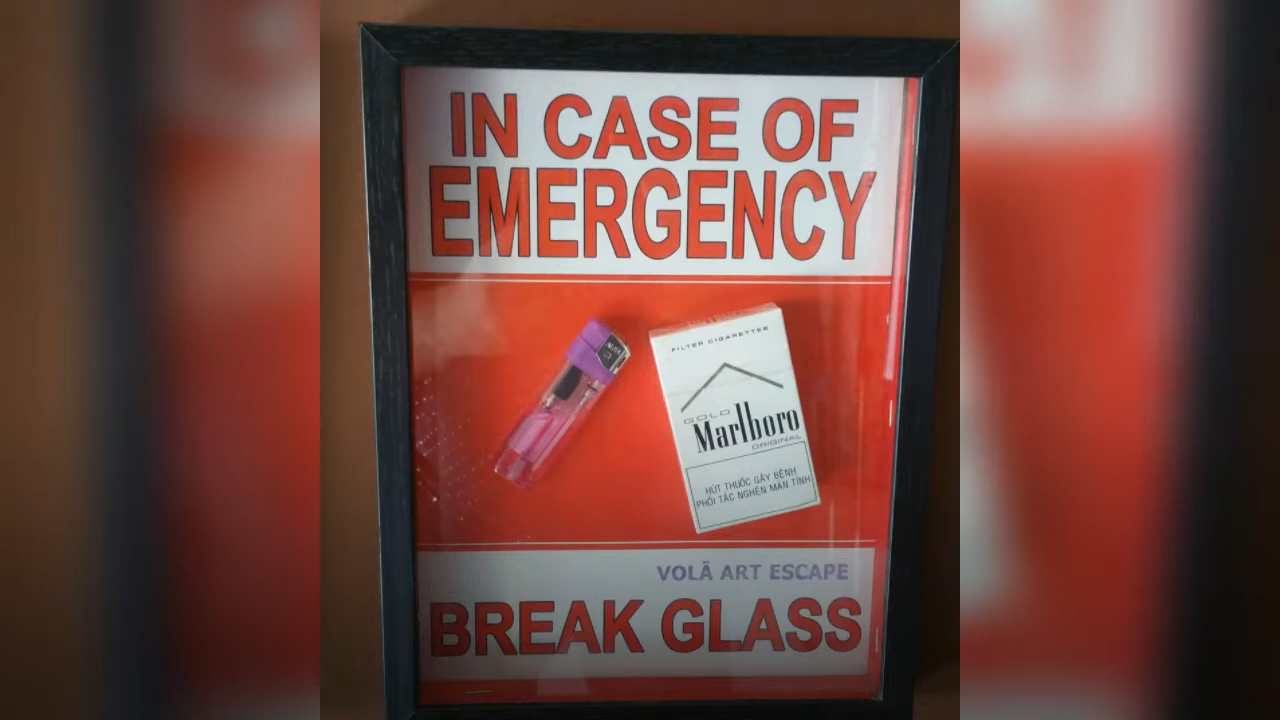 IN CASE OF
EMERGENCY
FILTER CIGARETTES
GOLD
Marlboro
ORIGINAL
HÚT THUỐC GÂY BỆNH
PHỔI TẮC NGHẼN MÃN TÍNH
VOLĀ ART ESCAPE
BREAK GLASS